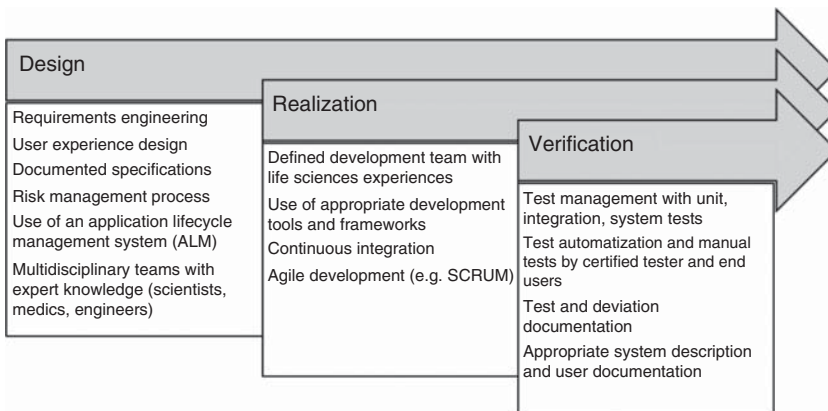 Design
Requirements engineering
User experience design
Documented specifications
Risk management process
Use of an application lifecycle
management system (ALM)
Multidisciplinary teams with
expert knowledge (scientists,
medics, engineers)
Realization
Defined development team with
life sciences experiences
Use of appropriate development
tools and frameworks
Continuous integration
Agile development (e.g. SCRUM)
Verification
Test management with unit,
integration, system tests
Test automatization and manual
tests by certified tester and end
users
Test and deviation
documentation
Appropriate system description
and user documentation